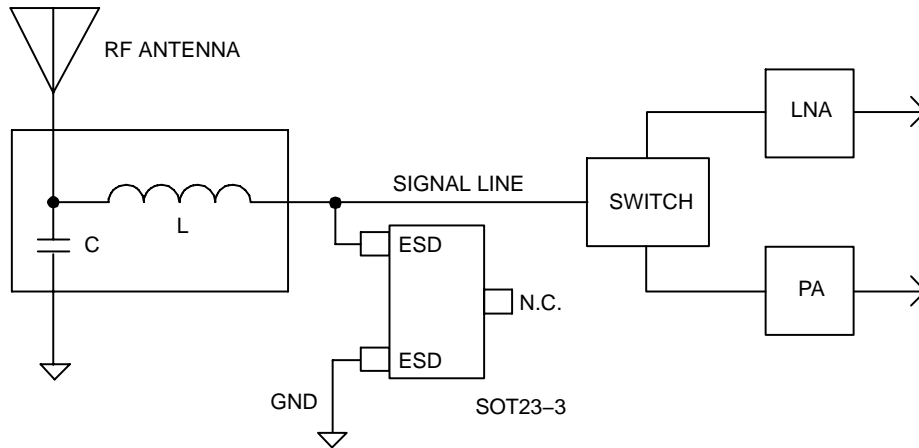 RF ANTENNA
LNA
SIGNAL LINE
SWITCH
L
C
ESD
N.C.
PA
ESD
GND
SOT23–3